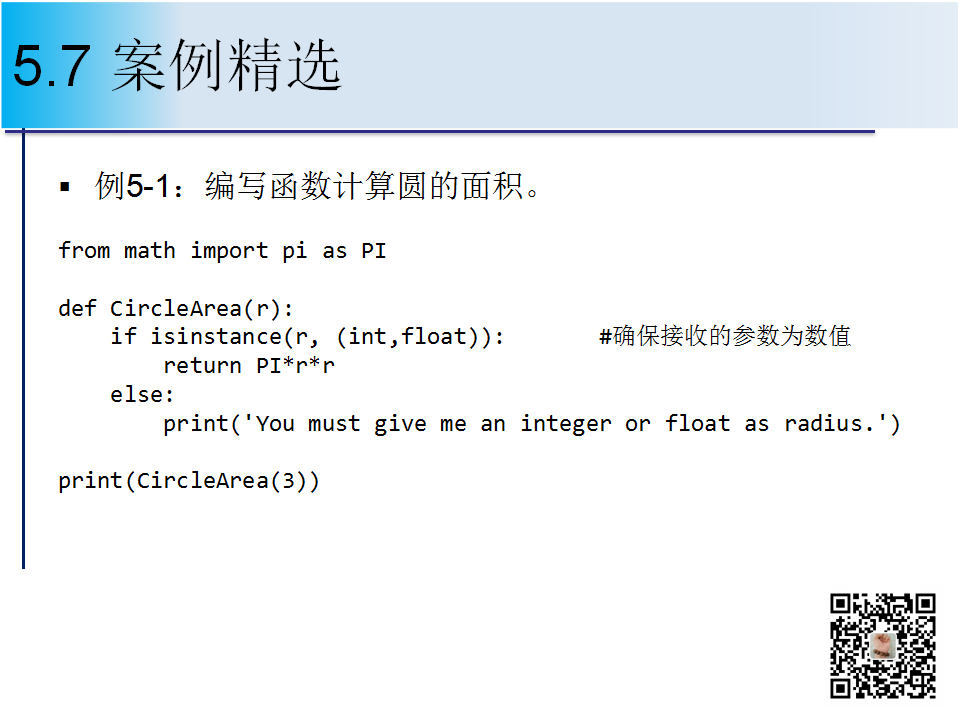 5.7 案例精选
▪ 例5-1：编写函数计算圆的面积。
from math import pi as PI
def CircleArea(r):
    if isinstance(r, (int,float)):       #确保接收的参数为数值
        return PI*r*r
    else:
        print('You must give me an integer or float as radius.')
print(CircleArea(3))